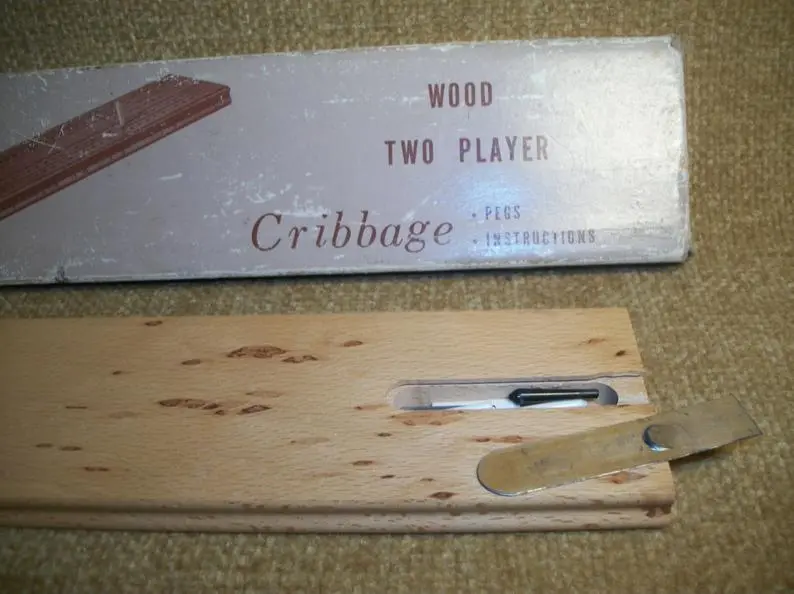 WOOD
TWO PLAYER
Cribbage
• PEGS
• INSTRUCTIONS